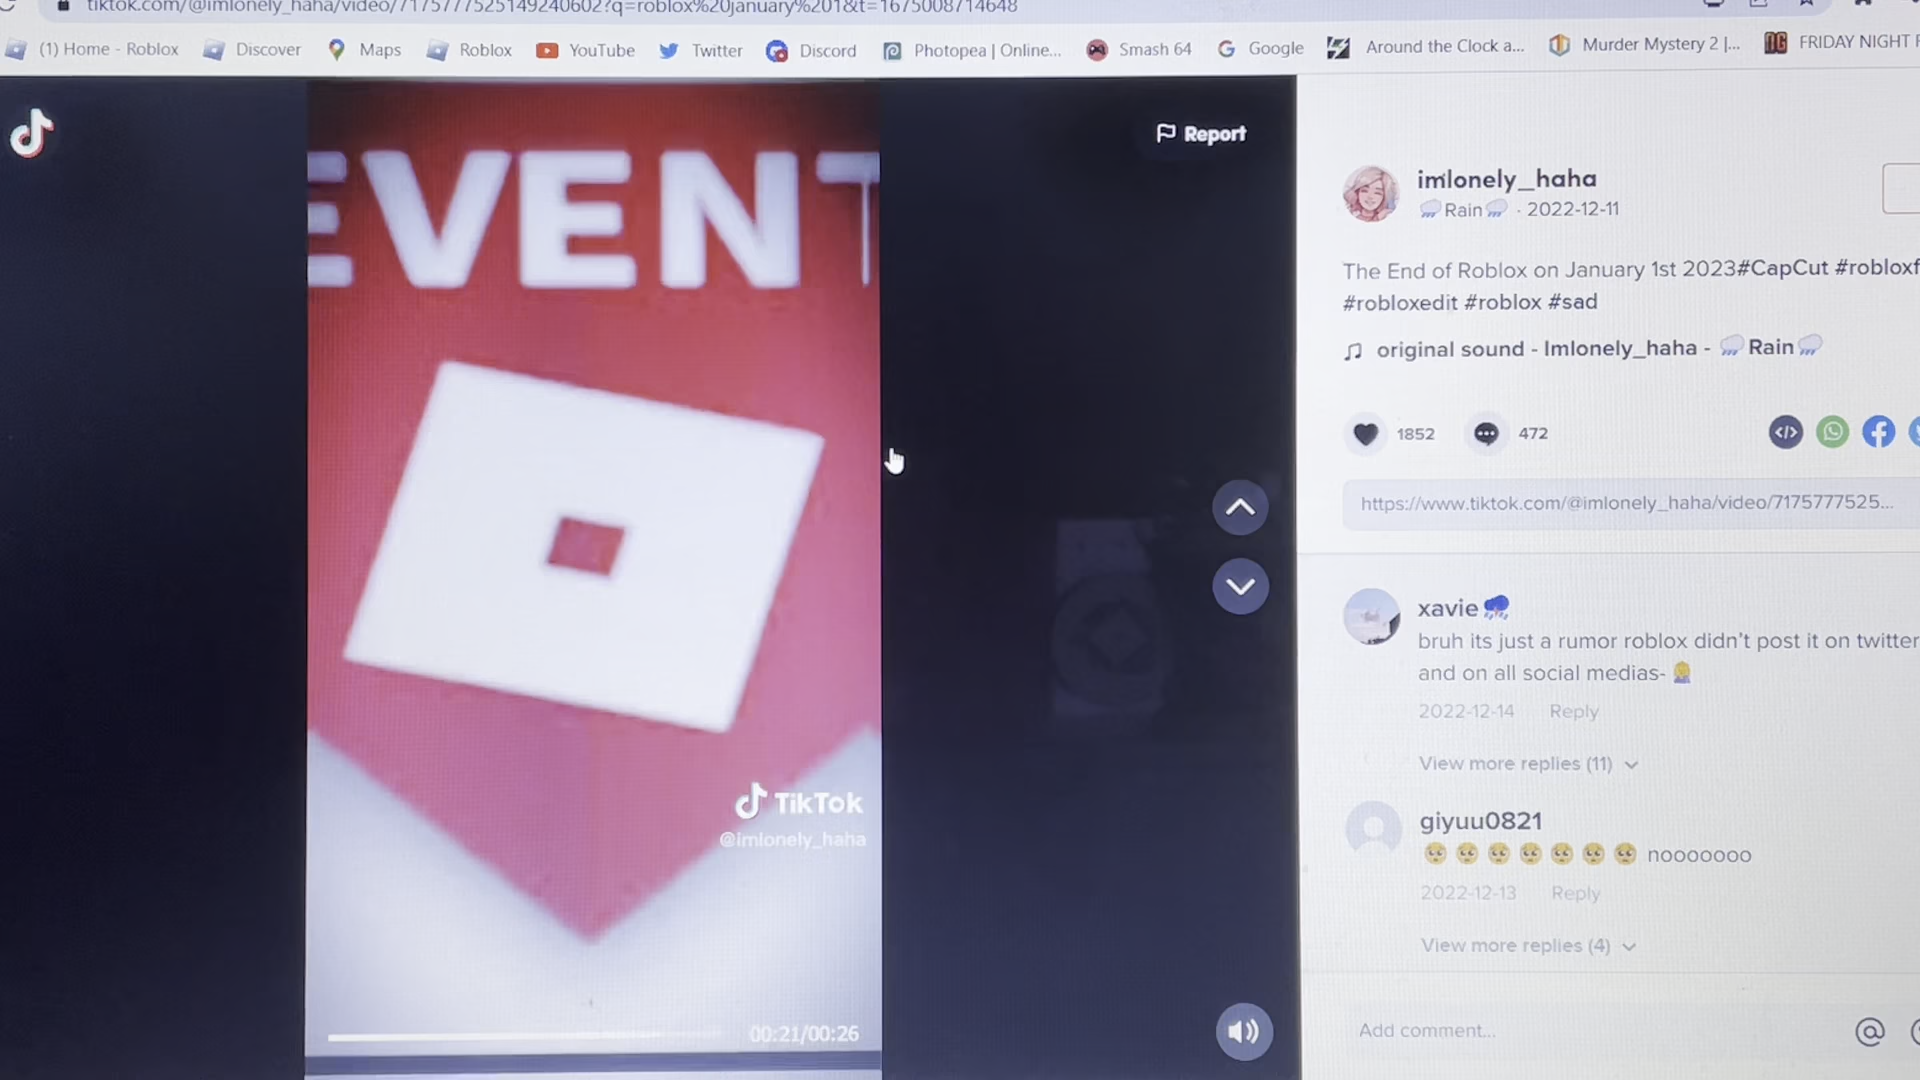 tiktok.com/@imlonely_haha/video/7175777525149240602?q=roblox%20january%201&t=1675008714648
(1) Home - Roblox Discover Maps Roblox YouTube Twitter Discord Photopea | Online... Smash 64 Google Around the Clock a... Murder Mystery 2 |... FRIDAY NIGHT F
EVENT
Report
TikTok
@imlonely_haha
00:21/00:26
imlonely_haha
Rain · 2022-12-11
The End of Roblox on January 1st 2023#CapCut #robloxf
#robloxedit #roblox #sad
original sound - Imlonely_haha - Rain
1852 472
https://www.tiktok.com/@imlonely_haha/video/7175777525...
xavie
bruh its just a rumor roblox didn't post it on twitter
and on all social medias-
2022-12-14 Reply
View more replies (11)
giyuu0821
nooooooo
2022-12-13 Reply
View more replies (4)
Add comment...